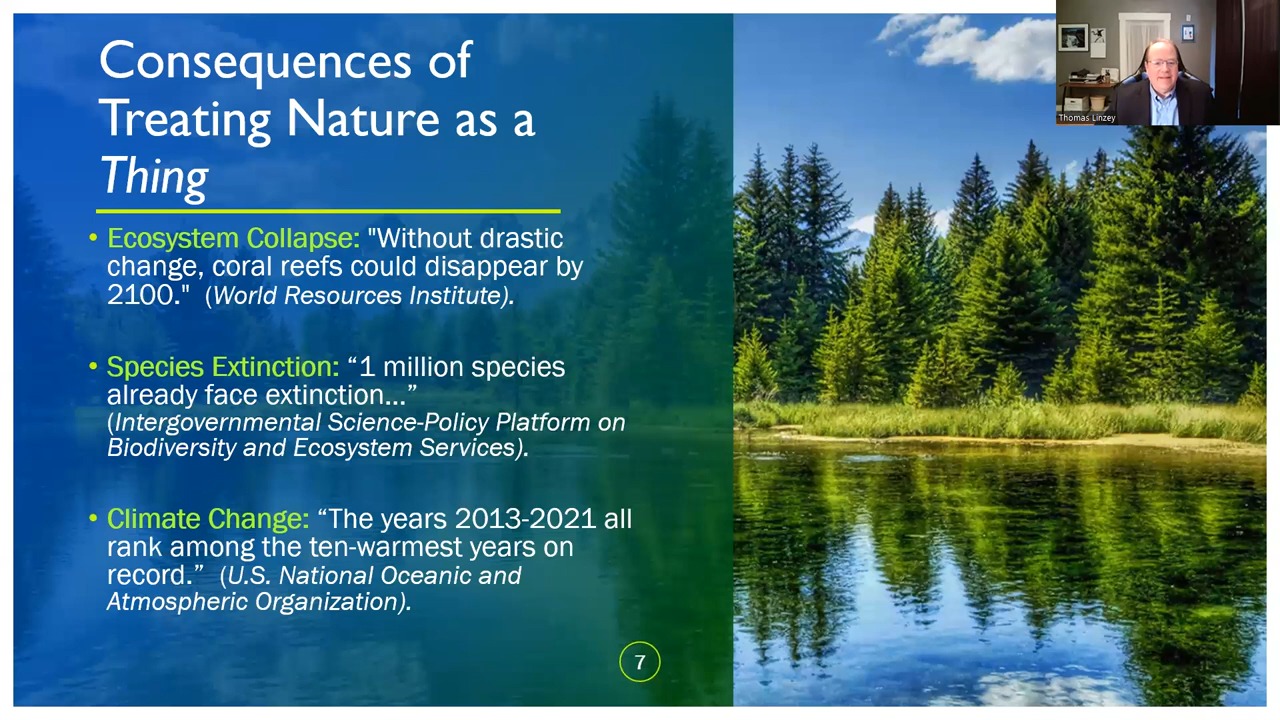 Consequences of
Treating Nature as a
Thing
• Ecosystem Collapse: "Without drastic
change, coral reefs could disappear by
2100." (World Resources Institute).
• Species Extinction: “1 million species
already face extinction…”
(Intergovernmental Science-Policy Platform on
Biodiversity and Ecosystem Services).
• Climate Change: “The years 2013-2021 all
rank among the ten-warmest years on
record.” (U.S. National Oceanic and
Atmospheric Organization).
7
Thomas Linzey